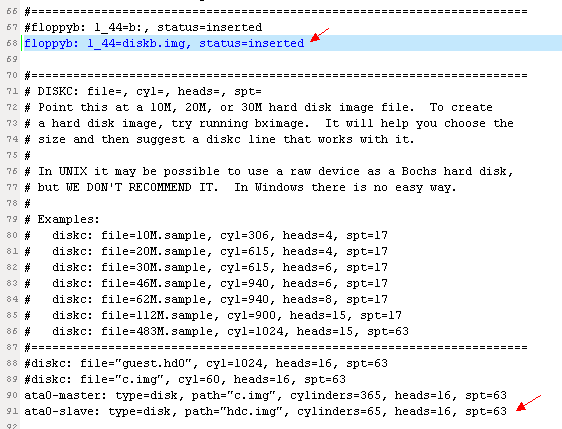 66 #===========================================================================
67 #floppyb: 1_44=b:, status=inserted
68 floppyb: 1_44=diskb.img, status=inserted
69
70 #===========================================================================
71 # DISKC: file=, cyl=, heads=, spt=
72 # Point this at a 10M, 20M, or 30M hard disk image file.  To create
73 # a hard disk image, try running bximage.  It will help you choose the
74 # size and then suggest a diskc line that works with it.
75 #
76 # In UNIX it may be possible to use a raw device as a Bochs hard disk,
77 # but WE DON'T RECOMMEND IT.  In Windows there is no easy way.
78 #
79 # Examples:
80 #   diskc: file=10M.sample, cyl=306, heads=4, spt=17
81 #   diskc: file=20M.sample, cyl=615, heads=4, spt=17
82 #   diskc: file=30M.sample, cyl=615, heads=6, spt=17
83 #   diskc: file=46M.sample, cyl=940, heads=6, spt=17
84 #   diskc: file=62M.sample, cyl=940, heads=8, spt=17
85 #   diskc: file=112M.sample, cyl=900, heads=15, spt=17
86 #   diskc: file=483M.sample, cyl=1024, heads=15, spt=63
87 #===========================================================================
88 #diskc: file="guest.hd0", cyl=1024, heads=16, spt=63
89 #diskc: file="c.img", cyl=60, heads=16, spt=63
90 ata0-master: type=disk, path="c.img", cylinders=365, heads=16, spt=63
91 ata0-slave: type=disk, path="hdc.img", cylinders=65, heads=16, spt=63
92